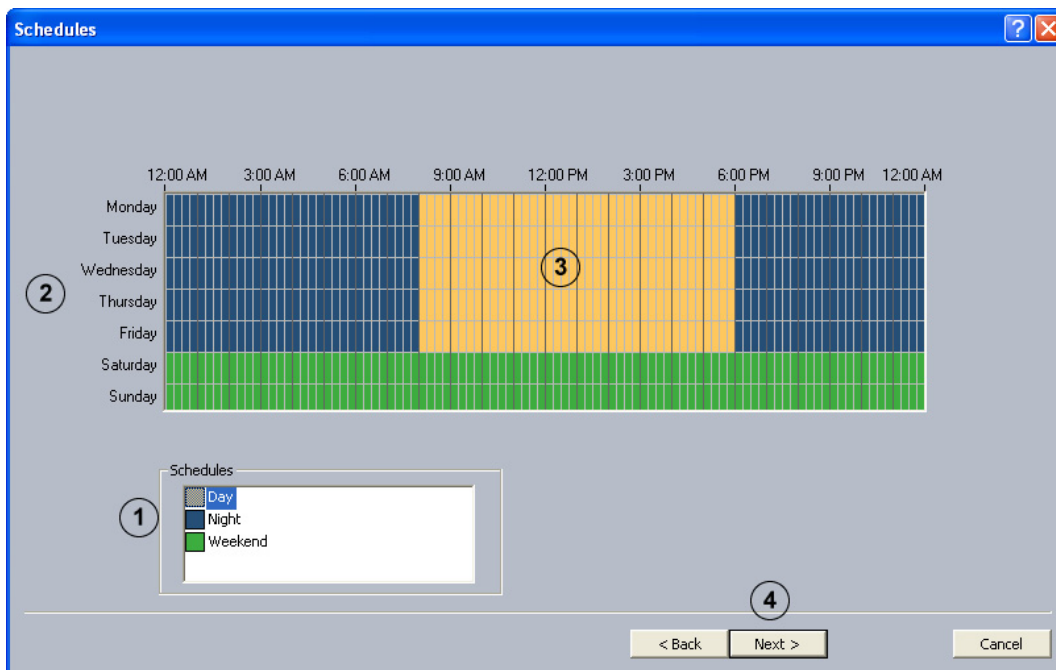 Schedules
12:00 AM 3:00 AM 6:00 AM 9:00 AM 12:00 PM 3:00 PM 6:00 PM 9:00 PM 12:00 AM
Monday
Tuesday
Wednesday
3
2
Thursday
Friday
Saturday
Sunday
Schedules
Day
1
Night
Weekend
4
< Back Next > Cancel